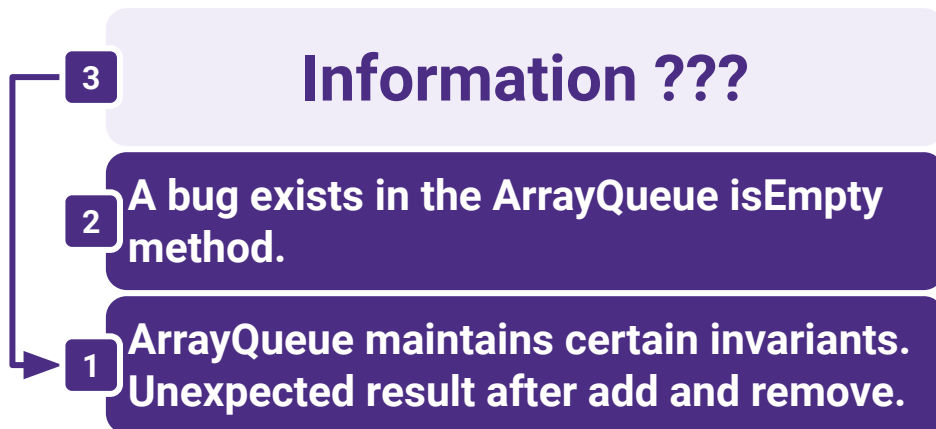 3
Information ???
2
A bug exists in the ArrayQueue isEmpty
method.
1
ArrayQueue maintains certain invariants.
Unexpected result after add and remove.